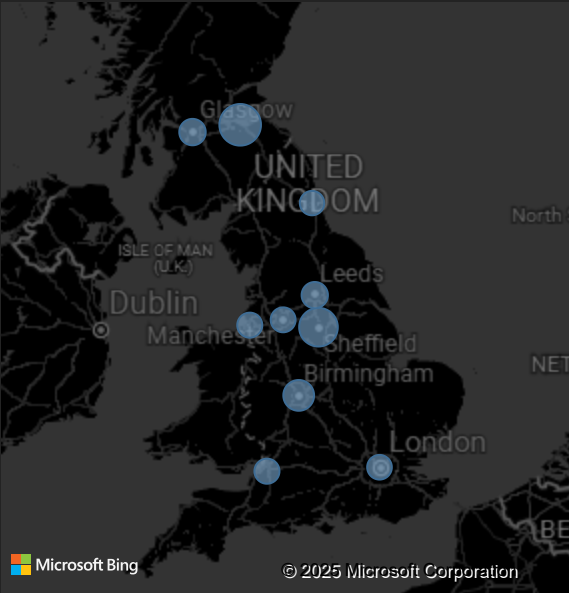 Glasgow
UNITED
KINGDOM
North
ISLE OF MAN
(U.K.)
Leeds
Dublin
Manchester
Sheffield
NET
Birmingham
London
BE
Microsoft Bing
© 2025 Microsoft Corporation